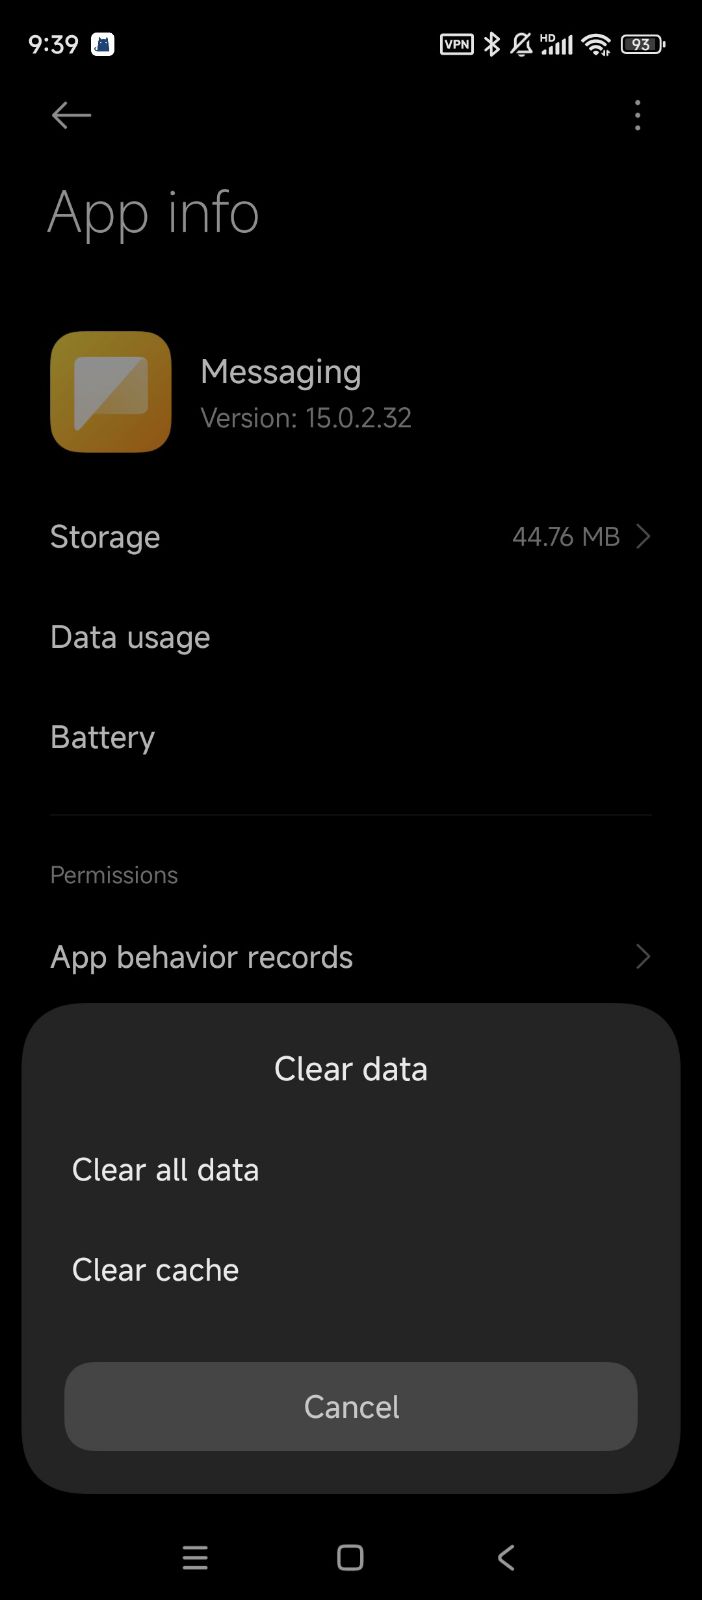 9:39
VPN HD 93
App info
Messaging
Version: 15.0.2.32
Storage 44.76 MB
Data usage
Battery
Permissions
App behavior records
Clear data
Clear all data
Clear cache
Cancel